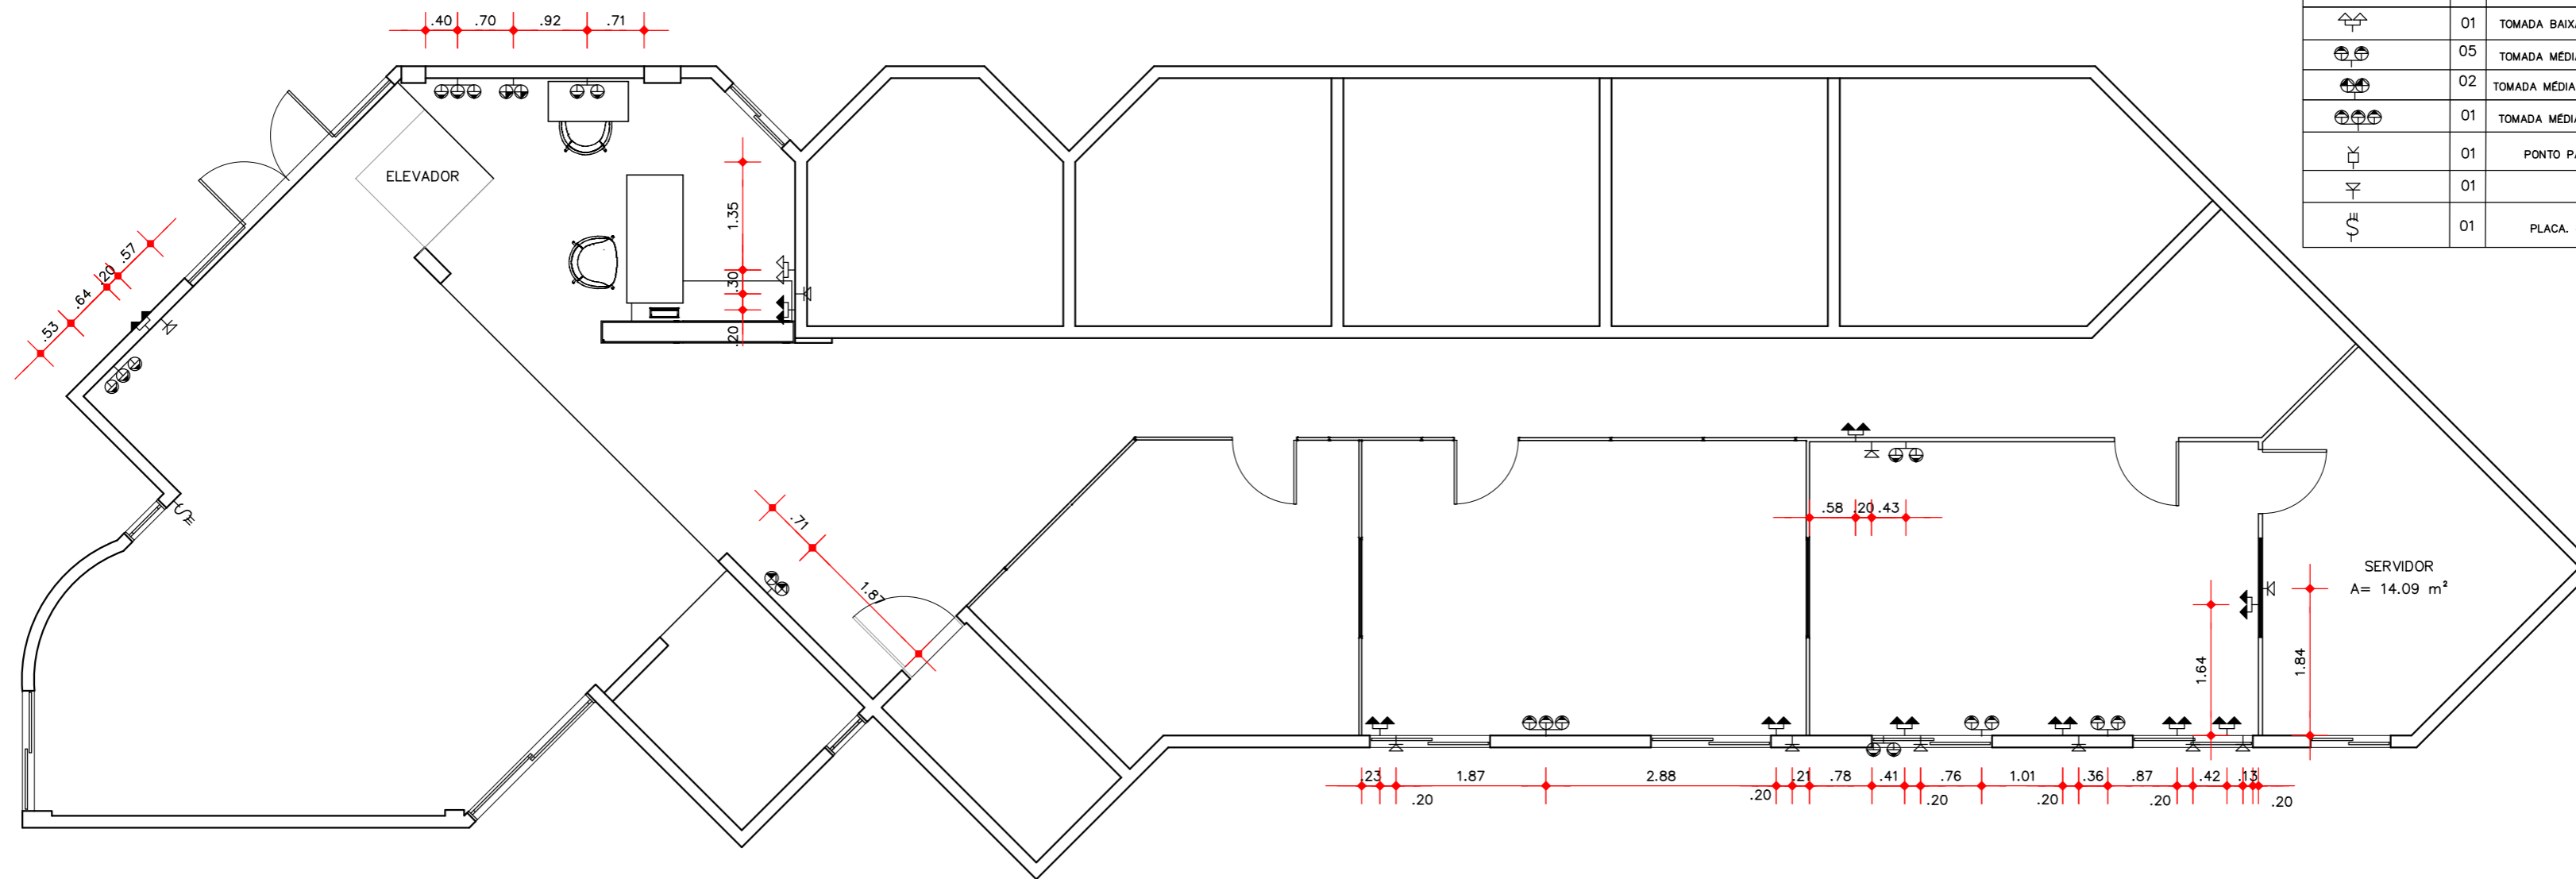 .40 .70 .92 .71
01 TOMADA BAIX
05 TOMADA MÉDI
02 TOMADA MÉDIA
01 TOMADA MÉDI
01 PONTO P
01
01 PLACA.
ELEVADOR
1.35
.30
.20
.57
.20
.64
.53
.71
1.87
.58 .20 .43
SERVIDOR
A= 14.09 m²
1.64
1.84
.23 1.87 2.88 .21 .78 .41 .76 1.01 .36 .87 .42 .13
.20 .20 .20 .20 .20 .20